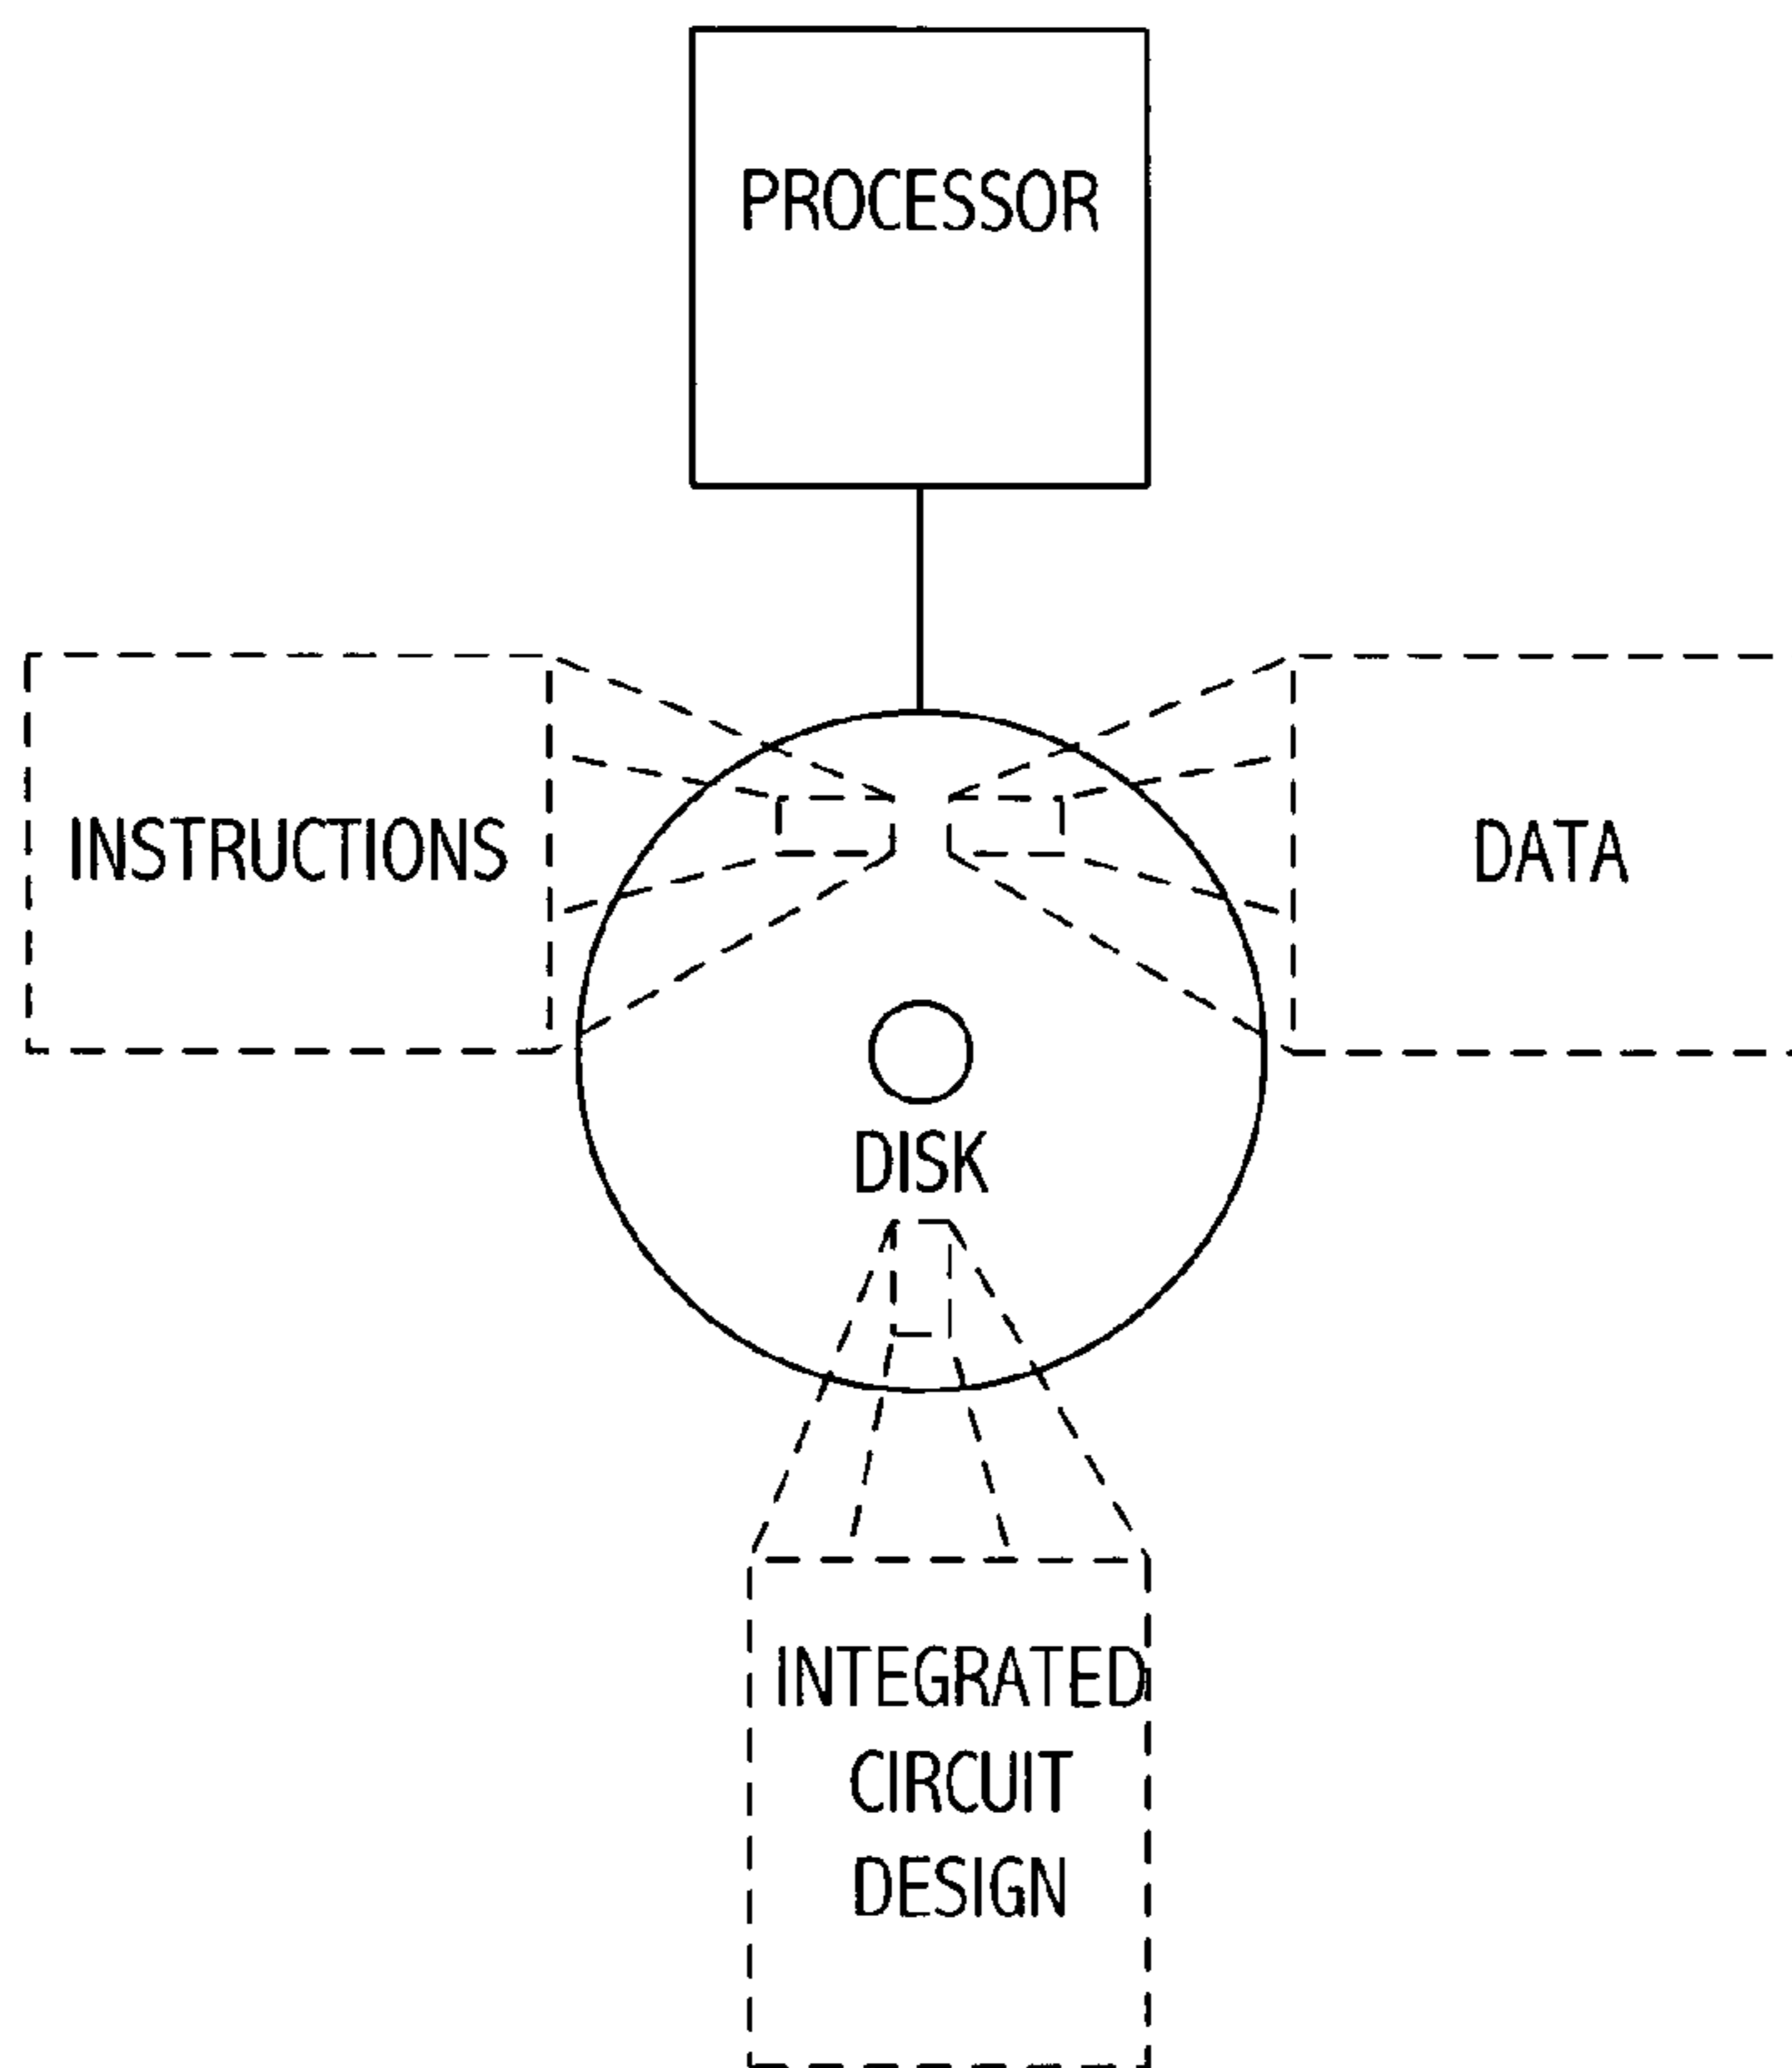 PROCESSOR
INSTRUCTIONS
DATA
DISK
INTEGRATED
CIRCUIT
DESIGN